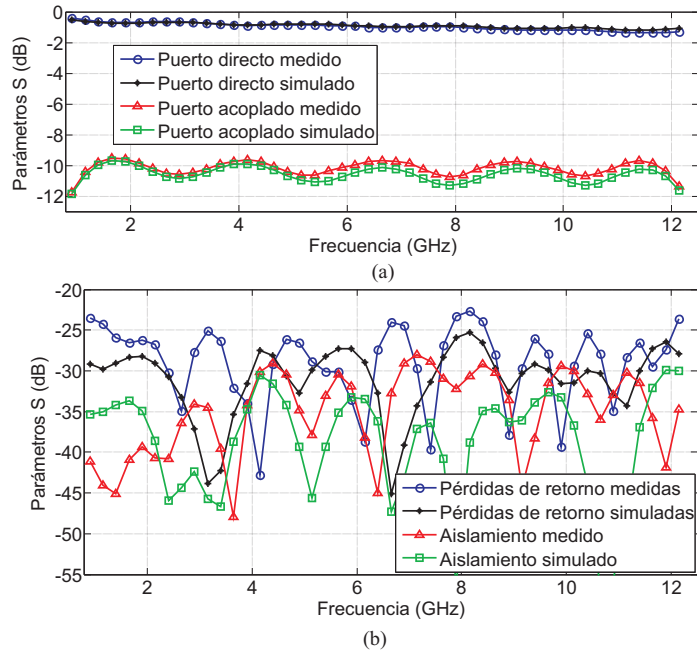 0
-2
-4
-6
-8
-10
-12
Parámetros S (dB)
Puerto directo medido
Puerto directo simulado
Puerto acoplado medido
Puerto acoplado simulado
2 4 6 8 10 12
Frecuencia (GHz)
(a)
-20
-25
-30
-35
-40
-45
-50
-55
Parámetros S (dB)
Pérdidas de retorno medidas
Pérdidas de retorno simuladas
Aislamiento medido
Aislamiento simulado
2 4 6 8 10 12
Frecuencia (GHz)
(b)